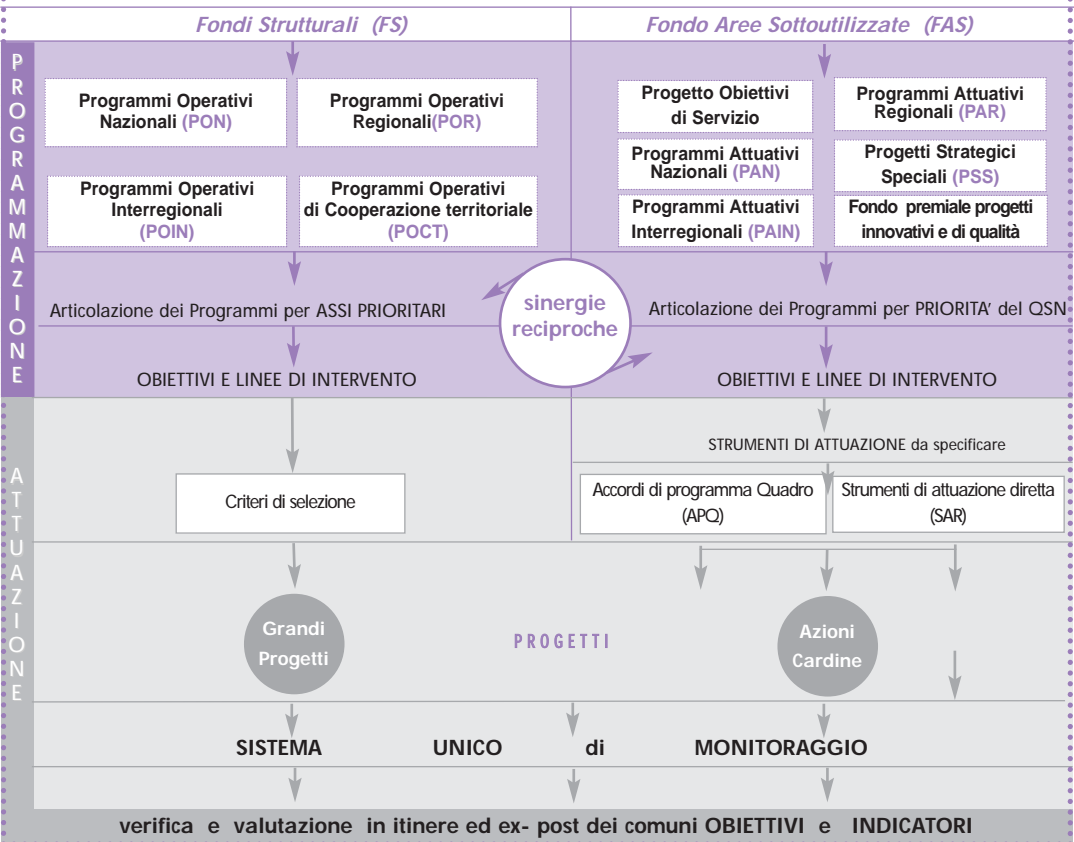 Fondi Strutturali (FS)
Fondo Aree Sottoutilizzate (FAS)
PROGRAMMAZIONE
Programmi Operativi
Nazionali (PON)
Programmi Operativi
Regionali(POR)
Programmi Operativi
Interregionali
(POIN)
Programmi Operativi
di Cooperazione territoriale
(POCT)
Progetto Obiettivi
di Servizio
Programmi Attuativi
Regionali (PAR)
Programmi Attuativi
Nazionali (PAN)
Progetti Strategici
Speciali (PSS)
Programmi Attuativi
Interregionali (PAIN)
Fondo premiale progetti
innovativi e di qualità
Articolazione dei Programmi per ASSI PRIORITARI
sinergie
reciproche
Articolazione dei Programmi per PRIORITA' del QSN
OBIETTIVI E LINEE DI INTERVENTO
OBIETTIVI E LINEE DI INTERVENTO
ATTUAZIONE
STRUMENTI DI ATTUAZIONE da specificare
Criteri di selezione
Accordi di programma Quadro
(APQ)
Strumenti di attuazione diretta
(SAR)
Grandi
Progetti
PROGETTI
Azioni
Cardine
SISTEMA UNICO di MONITORAGGIO
verifica e valutazione in itinere ed ex- post dei comuni OBIETTIVI e INDICATORI